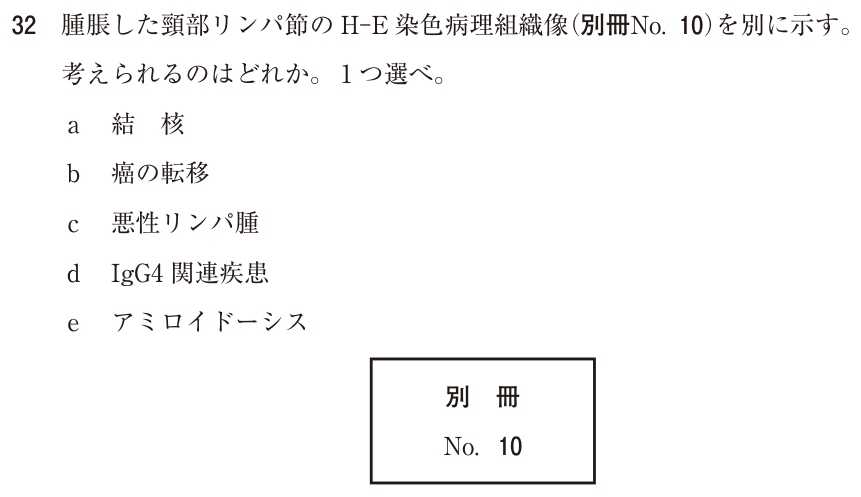 32 腫脹した頸部リンパ節の H-E 染色病理組織像(別冊No. 10)を別に示す。
考えられるのはどれか。1つ選べ。
a 結 核
b 癌の転移
c 悪性リンパ腫
d IgG4 関連疾患
e アミロイドーシス
別 冊
No. 10